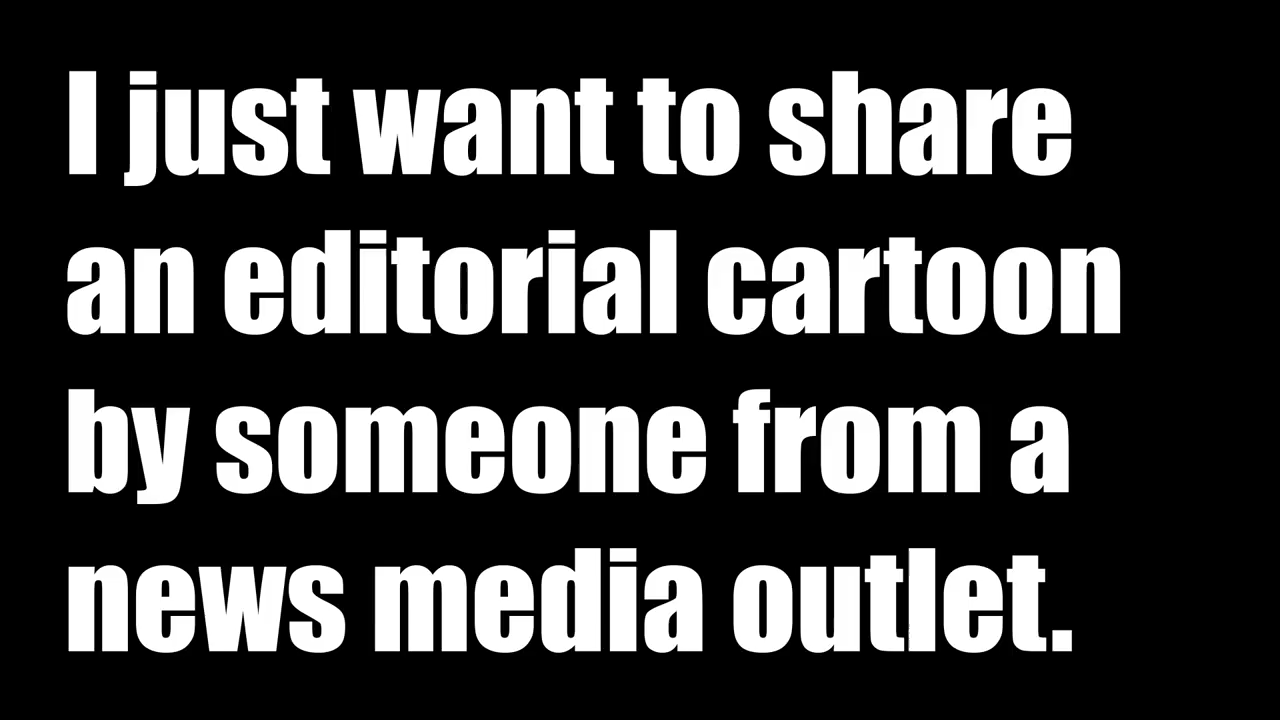 I just want to share
an editorial cartoon
by someone from a
news media outlet.